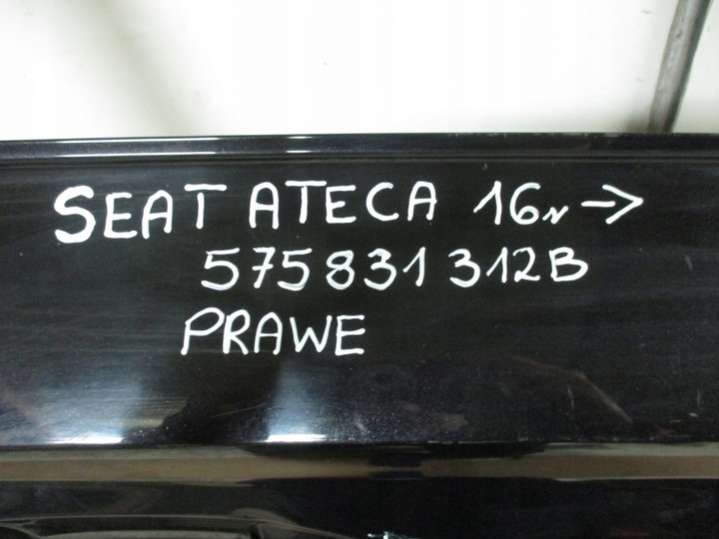 SEAT ATECA 16r->
575831312B
PRAWE